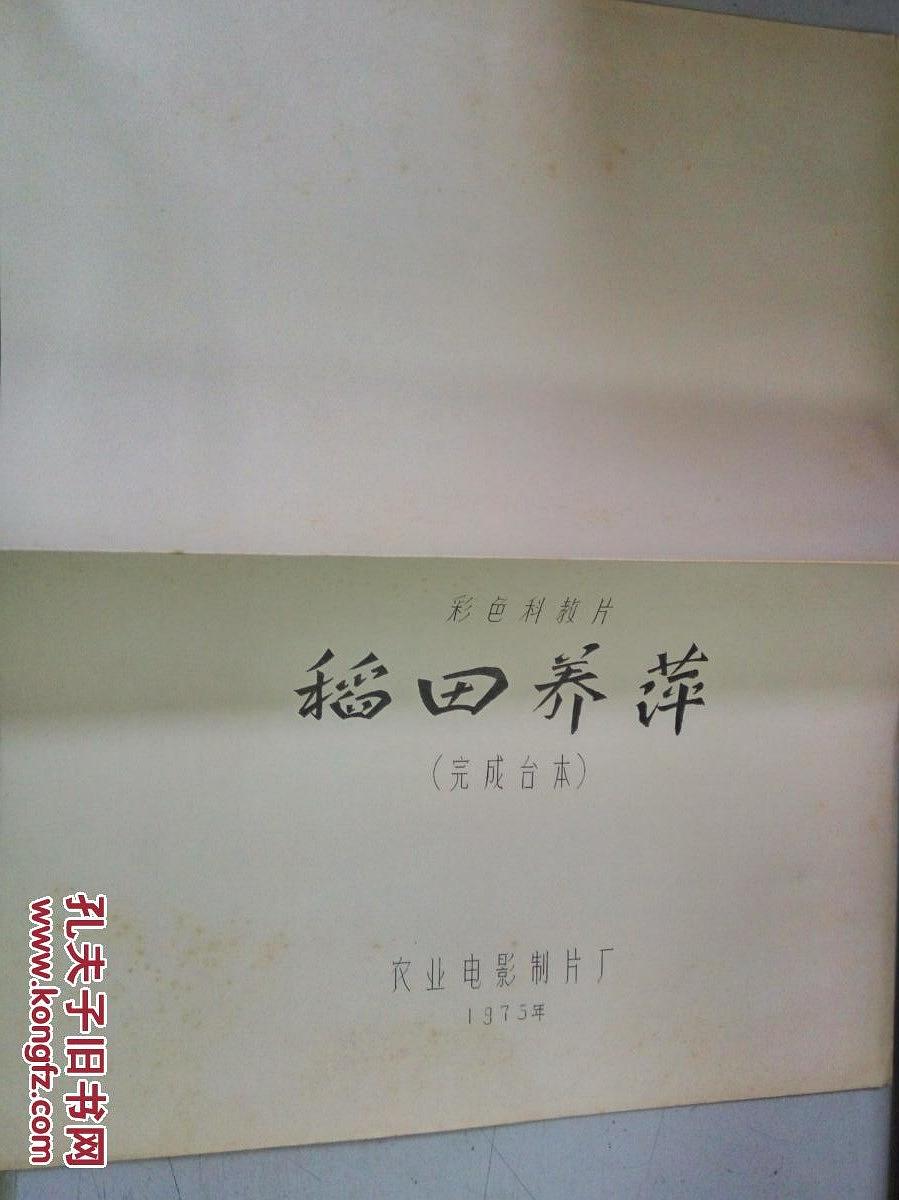 彩色科教片
稻田养萍
(完成台本)
农业电影制片厂
1975年
孔夫子旧书网
www.kongfz.com